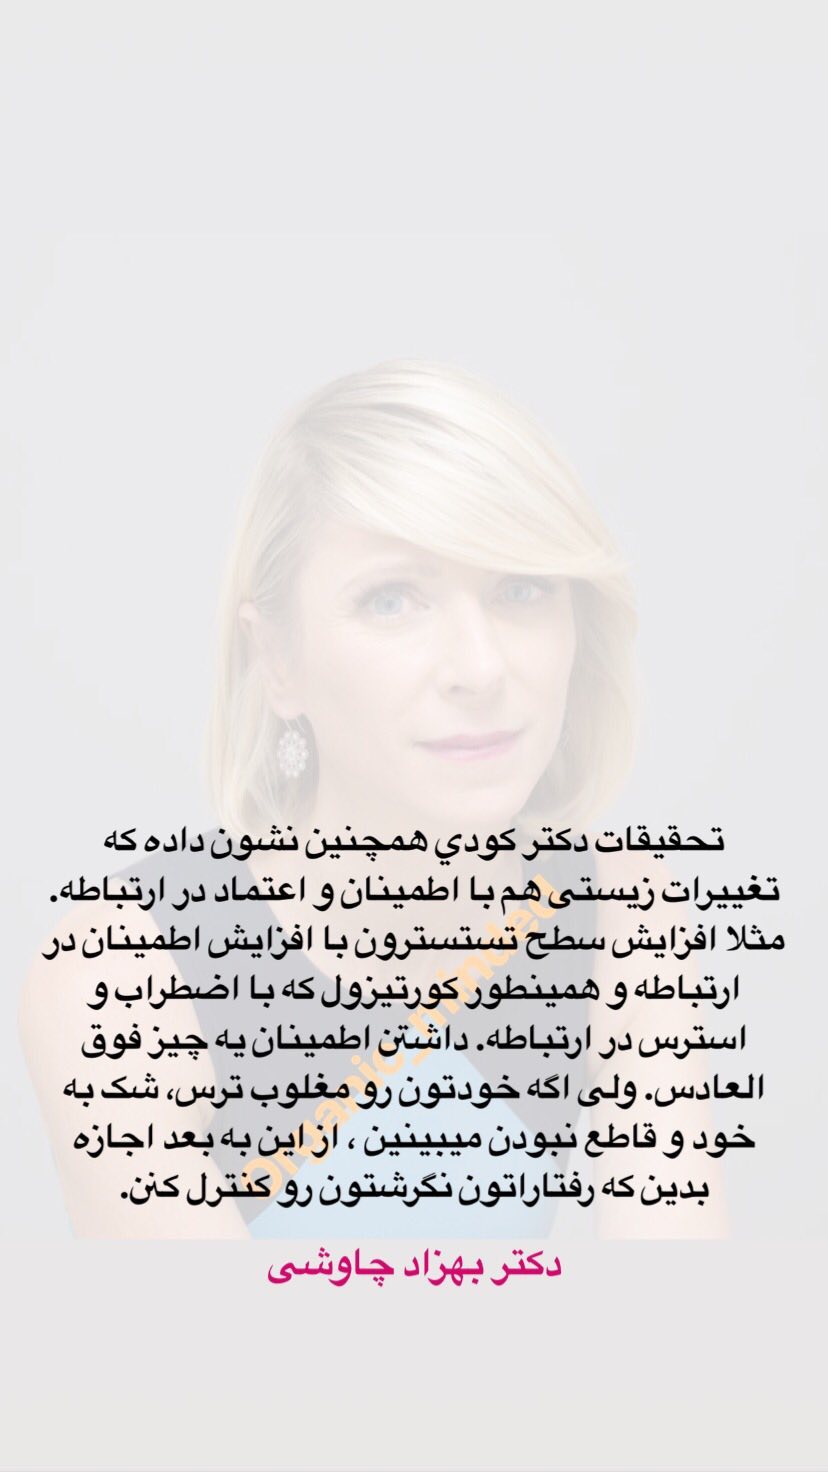 تحقیقات دکتر کودي همچنین نشون داده که
تغییرات زیستی هم با اطمینان و اعتماد در ارتباطه.
مثلا افزایش سطح تستسترون با افزایش اطمینان در
ارتباطه و همینطور کورتیزول که با اضطراب و
استرس در ارتباطه. داشتن اطمینان یه چیز فوق
العادس. ولی اگه خودتون رو مغلوب ترس، شک به
خود و قاطع نبودن میبینین ، از این به بعد اجازه
بدین که رفتاراتون نگرشتون رو کنترل کنن.
دکتر بهزاد چاوشی
Organic_minded